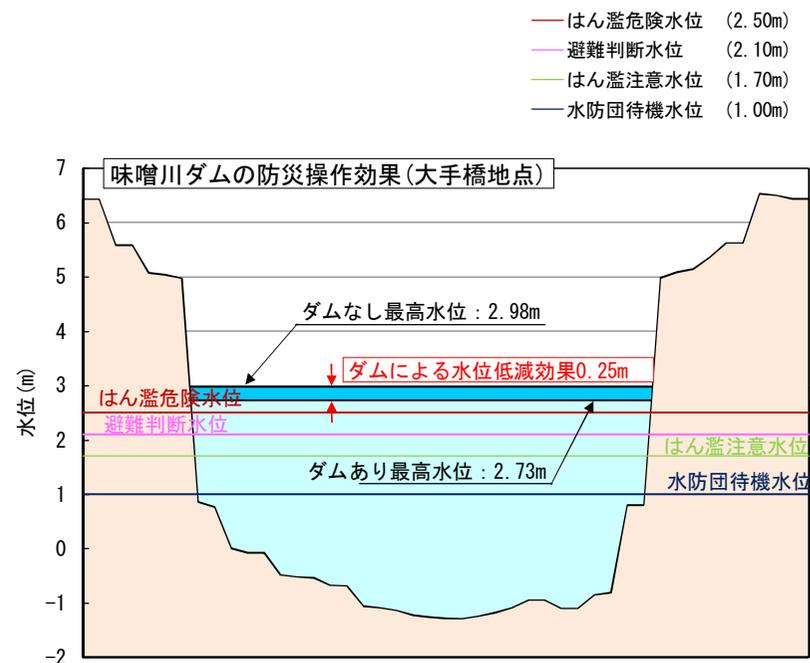 はん濫危険水位 (2.50m)
避難判断水位 (2.10m)
はん濫注意水位 (1.70m)
水防団待機水位 (1.00m)
味噌川ダムの防災操作効果(大手橋地点)
7
6
5
4
3
2
1
0
-1
-2
水位(m)
ダムなし最高水位：2.98m
ダムによる水位低減効果0.25m
はん濫危険水位
避難判断水位
はん濫注意水位
ダムあり最高水位：2.73m
水防団待機水位